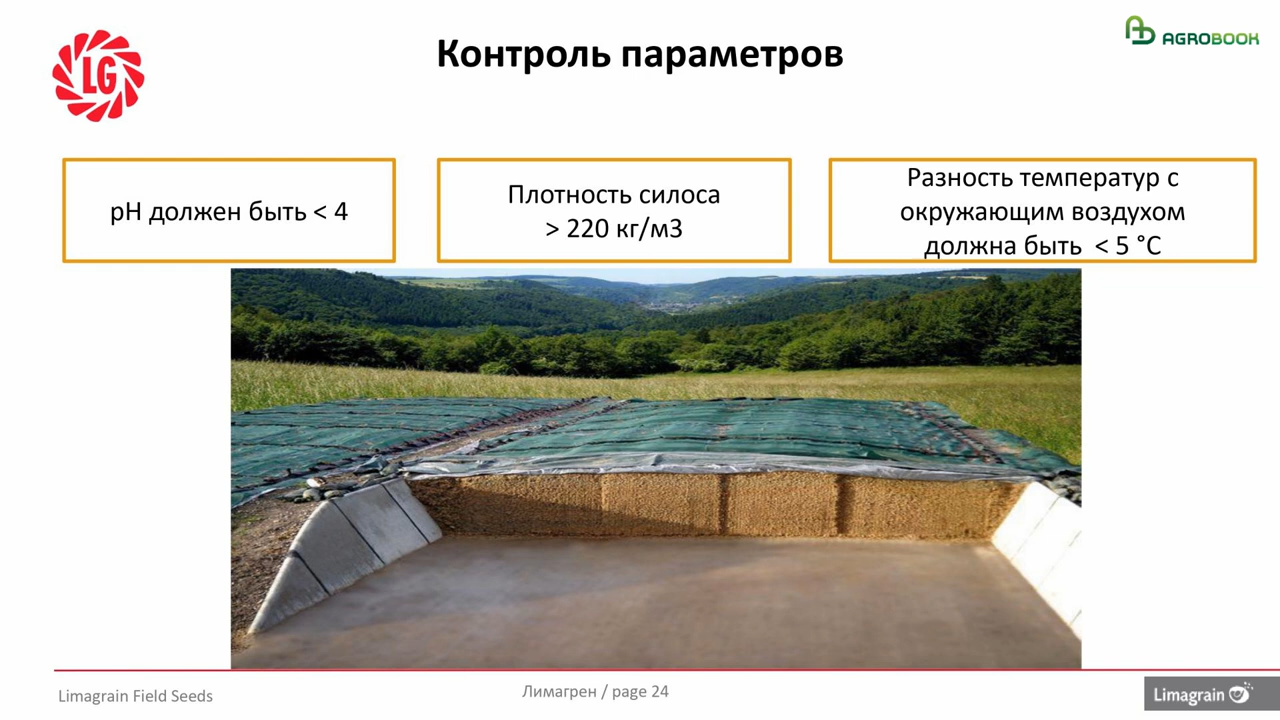 LG
Контроль параметров
AGROBOOK
рН должен быть < 4
Плотность силоса
> 220 кг/м3
Разность температур с
окружающим воздухом
должна быть < 5 °С
Limagrain Field Seeds
Лимагрен / page 24
Limagrain